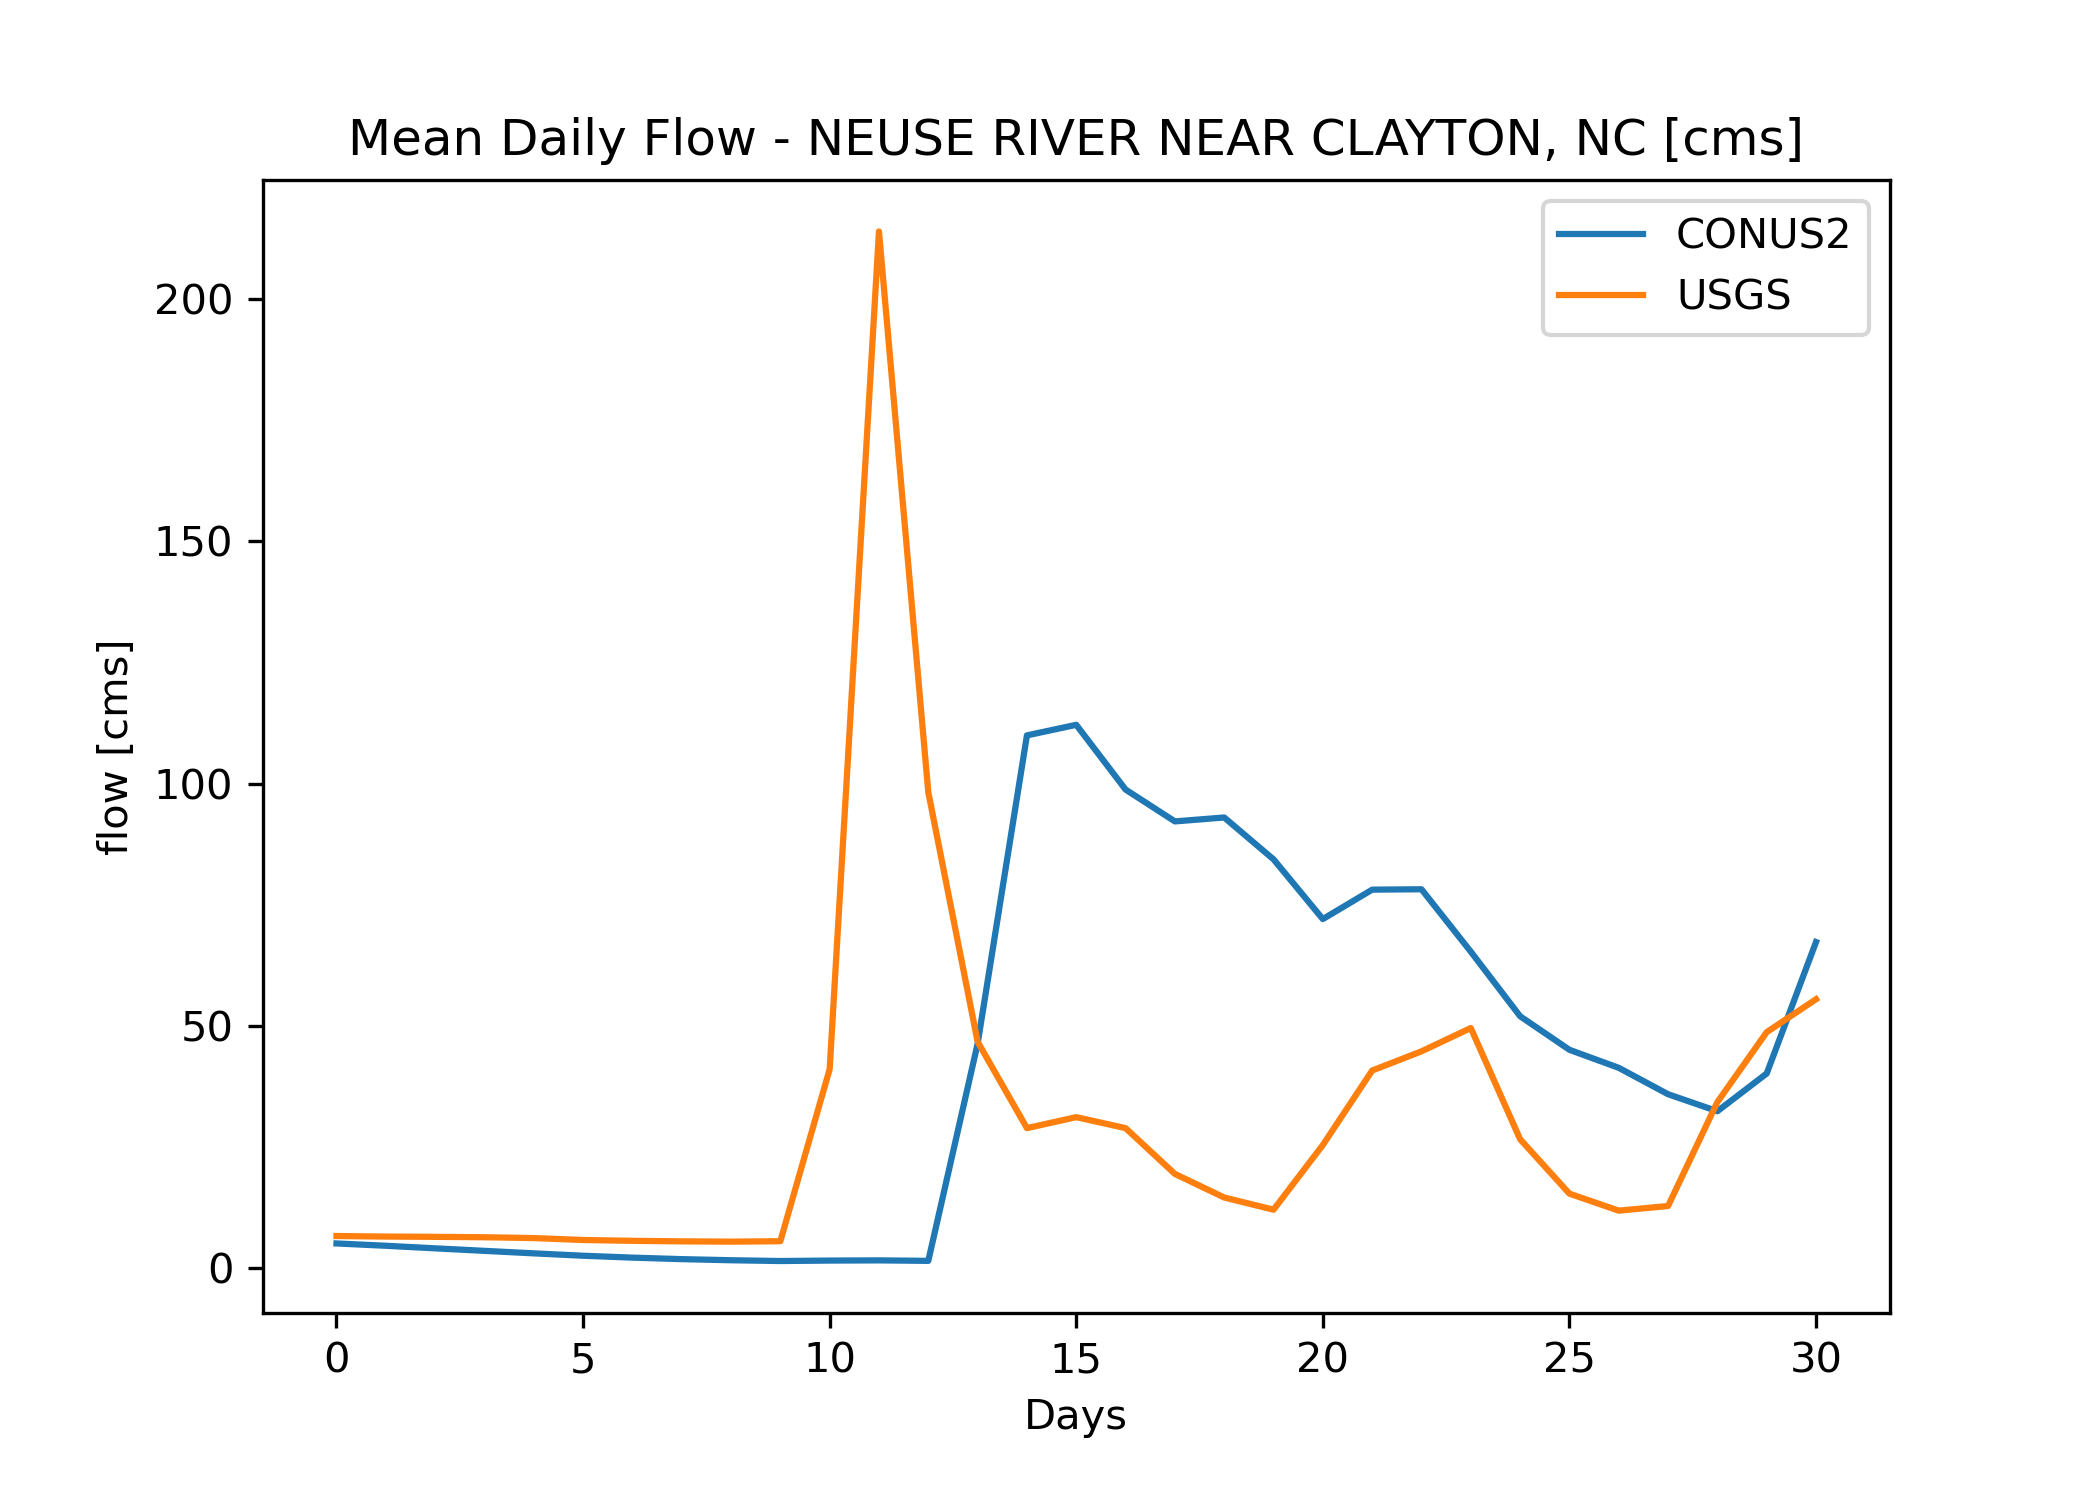 Mean Daily Flow - NEUSE RIVER NEAR CLAYTON, NC [cms]
CONUS2
USGS
200
150
100
50
0
flow [cms]
0 5 10 15 20 25 30
Days